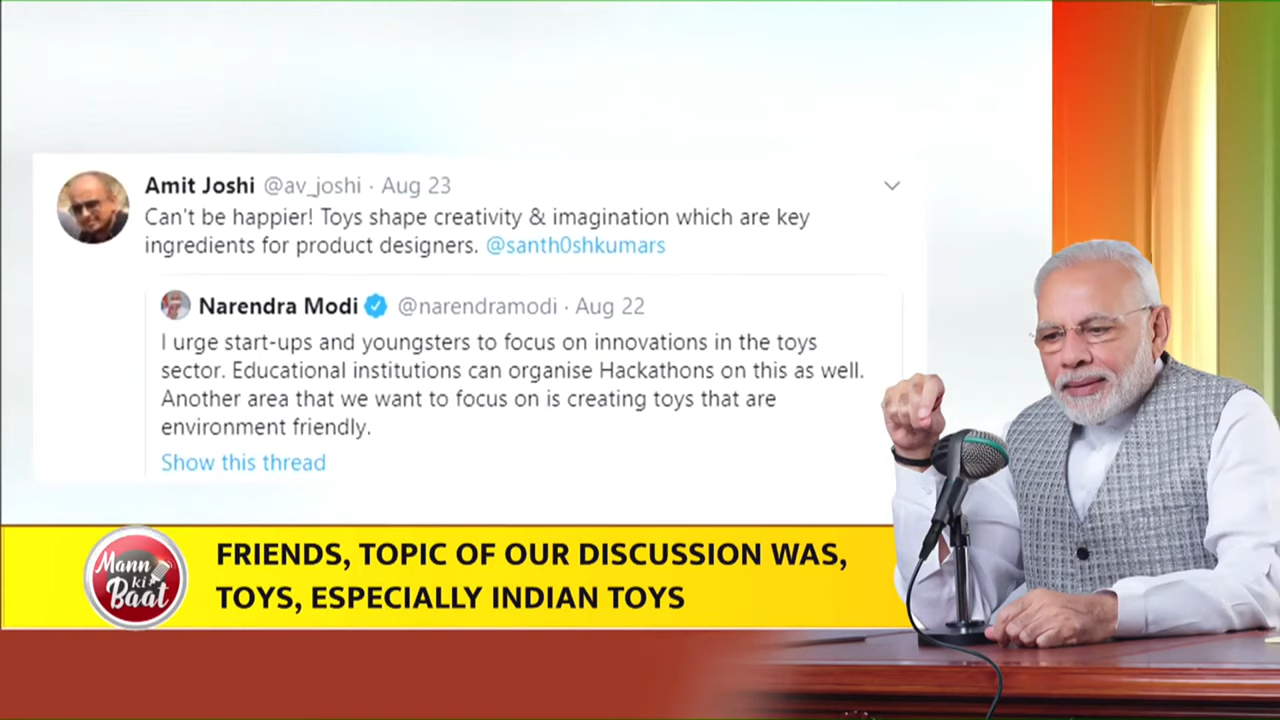 Amit Joshi @av_joshi · Aug 23
Can't be happier! Toys shape creativity & imagination which are key
ingredients for product designers. @santh0shkumars
Narendra Modi @narendramodi · Aug 22
I urge start-ups and youngsters to focus on innovations in the toys
sector. Educational institutions can organise Hackathons on this as well.
Another area that we want to focus on is creating toys that are
environment friendly.
Show this thread
Mann
ki
Baat
FRIENDS, TOPIC OF OUR DISCUSSION WAS,
TOYS, ESPECIALLY INDIAN TOYS